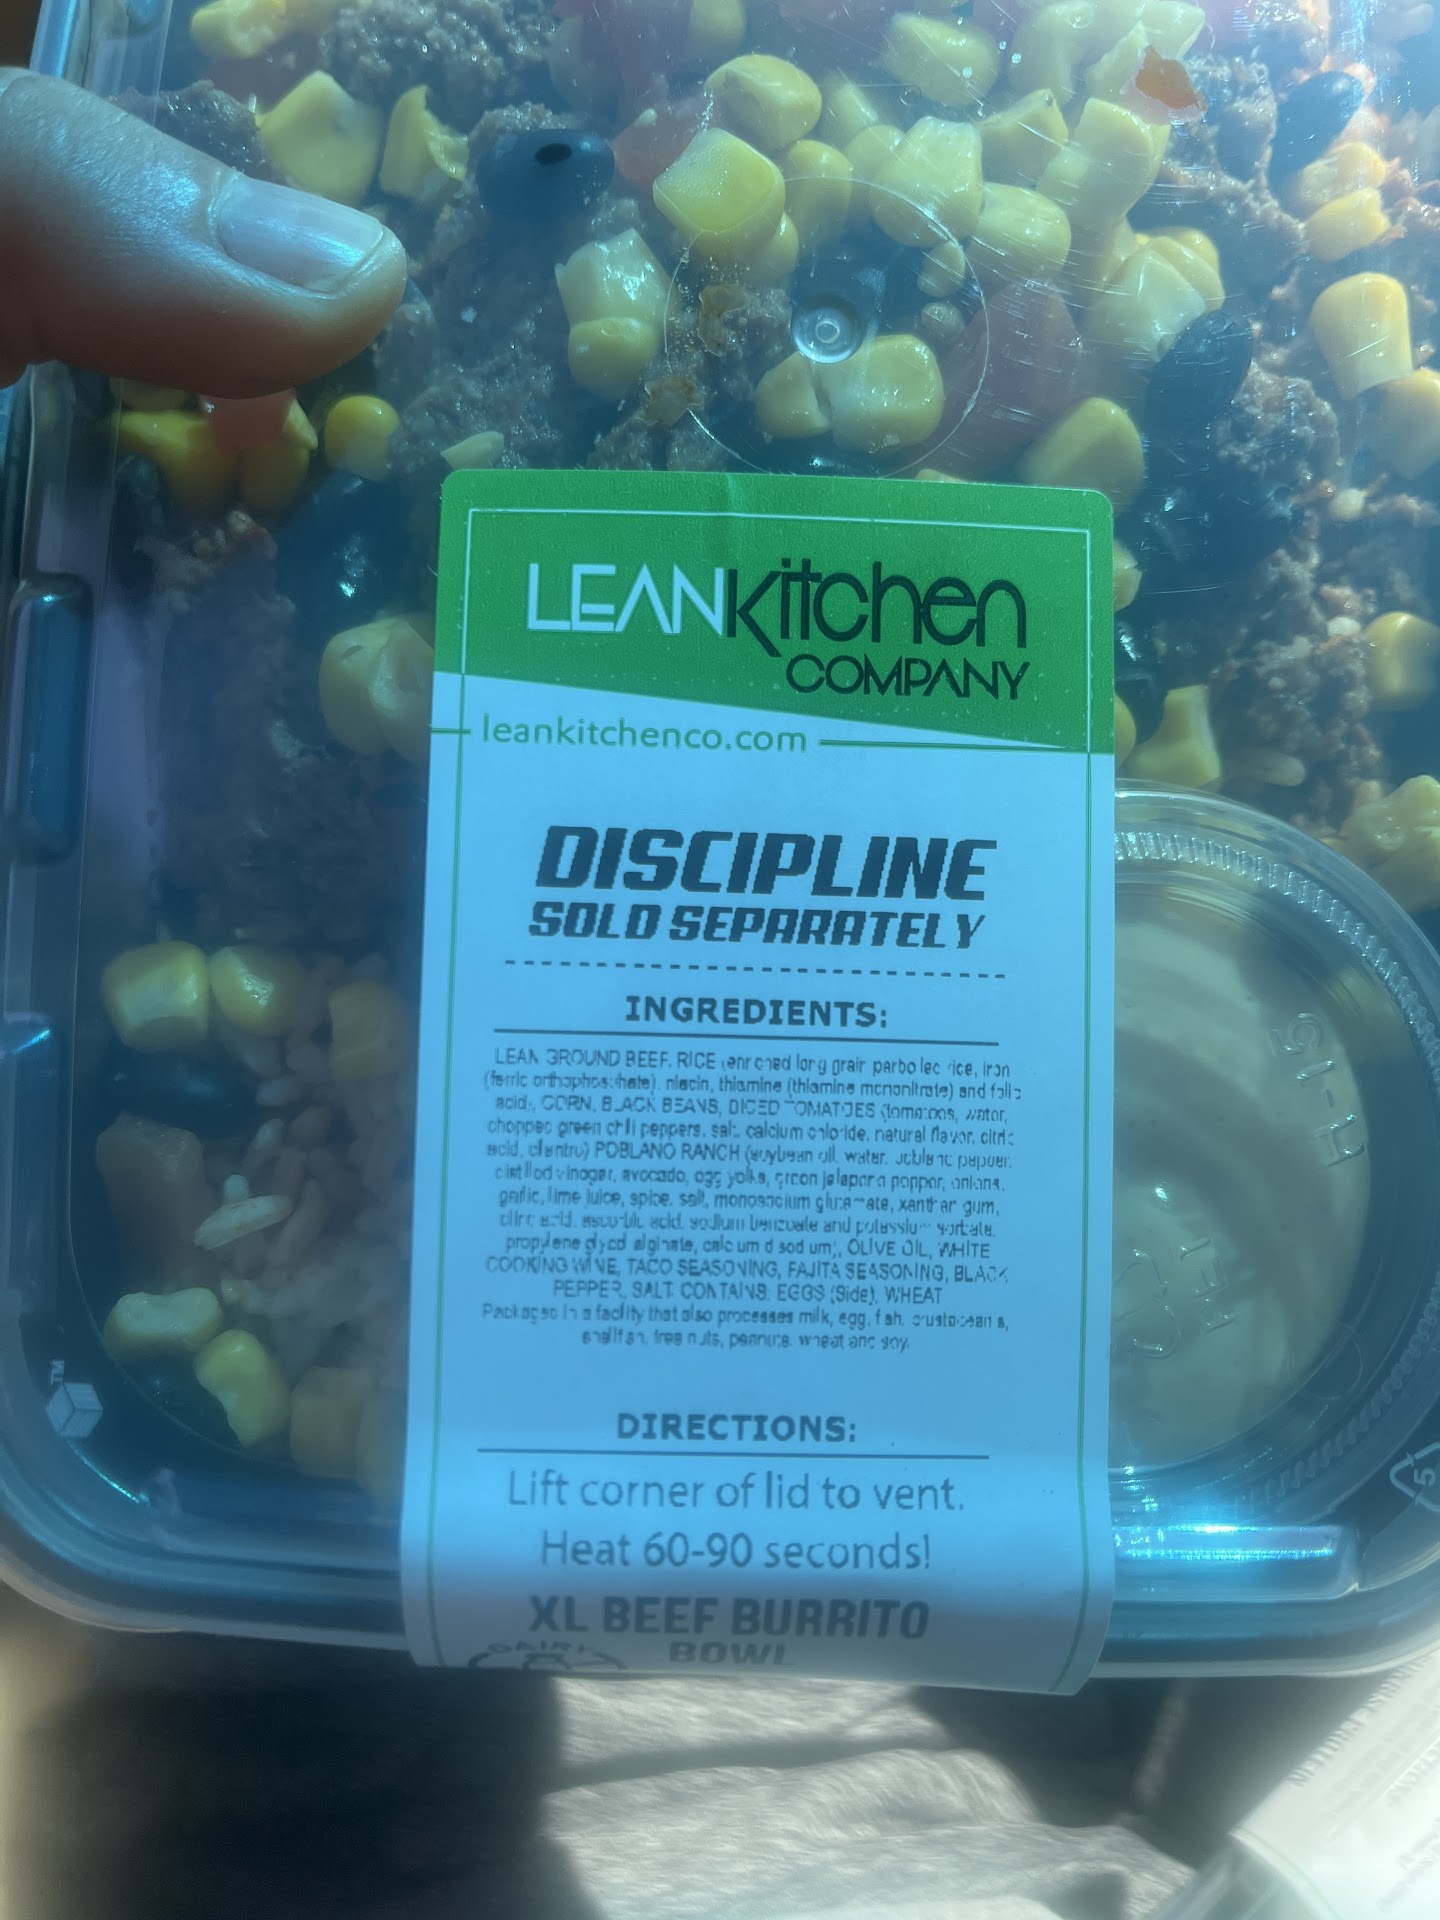 LEANKitchen
COMPANY
leankitchenco.com
DISCIPLINE
SOLD SEPARATELY
INGREDIENTS:
LEAN GROUND BEEF, RICE (enriched long grain parboiled rice, iron
(ferric orthophosphate), niacin, thiamine (thiamine mononitrate) and folic
acid), CORN, BLACK BEANS, DICED TOMATOES (tomatoes, water,
chopped green chili peppers, salt, calcium chloride, natural flavor, citric
acid, cilantro) POBLANO RANCH (soybean oil, water, poblano pepper,
distilled vinegar, avocado, egg yolks, green jalapeno pepper, onions,
garlic, lime juice, spice, salt, monosodium glutamate, xanthan gum,
citric acid, ascorbic acid, sodium benzoate and potassium sorbate,
propylene glycol alginate, calcium disodium), OLIVE OIL, WHITE
COOKING WINE, TACO SEASONING, FAJITA SEASONING, BLACK
PEPPER, SALT. CONTAINS: EGGS (Side), WHEAT
Packaged in a facility that also processes milk, egg, fish, crustaceans,
shellfish, tree nuts, peanuts, wheat and soy.
DIRECTIONS:
Lift corner of lid to vent.
Heat 60-90 seconds!
XL BEEF BURRITO
BOWL
DAIRY
H-15
TM